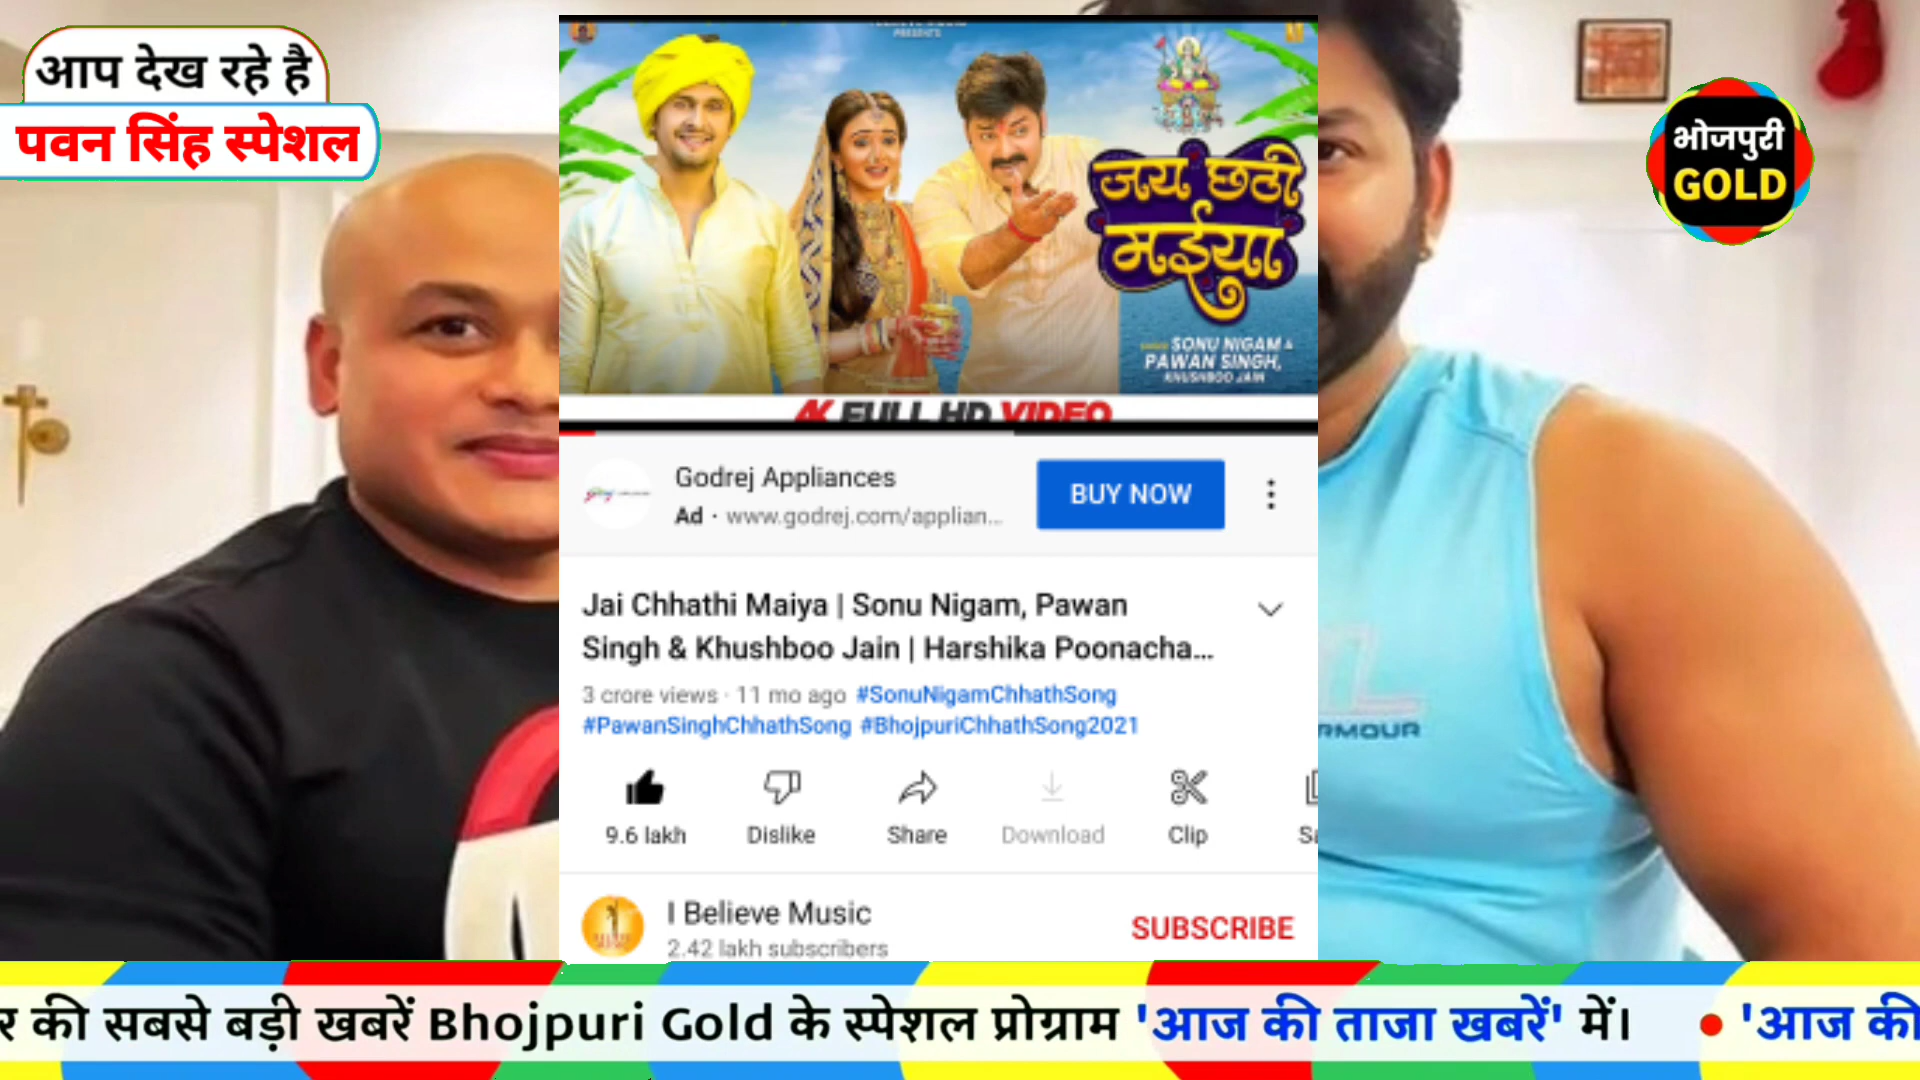 आप देख रहे है
पवन सिंह स्पेशल
PRESENTS
जय छठी
मईया
SONU NIGAM &
PAWAN SINGH,
KHUSHBOO JAIN
4K FULL HD VIDEO
भोजपुरी
GOLD
Godrej Appliances
BUY NOW
Ad · www.godrej.com/applian...
Jai Chhathi Maiya | Sonu Nigam, Pawan
Singh & Khushboo Jain | Harshika Poonacha...
3 crore views · 11 mo ago #SonuNigamChhathSong
#PawanSinghChhathSong #BhojpuriChhathSong2021
9.6 lakh Dislike Share Download Clip
I Believe Music
SUBSCRIBE
2.42 lakh subscribers
RMOUR
र की सबसे बड़ी खबरें Bhojpuri Gold के स्पेशल प्रोग्राम 'आज की ताजा खबरें' में। • 'आज की